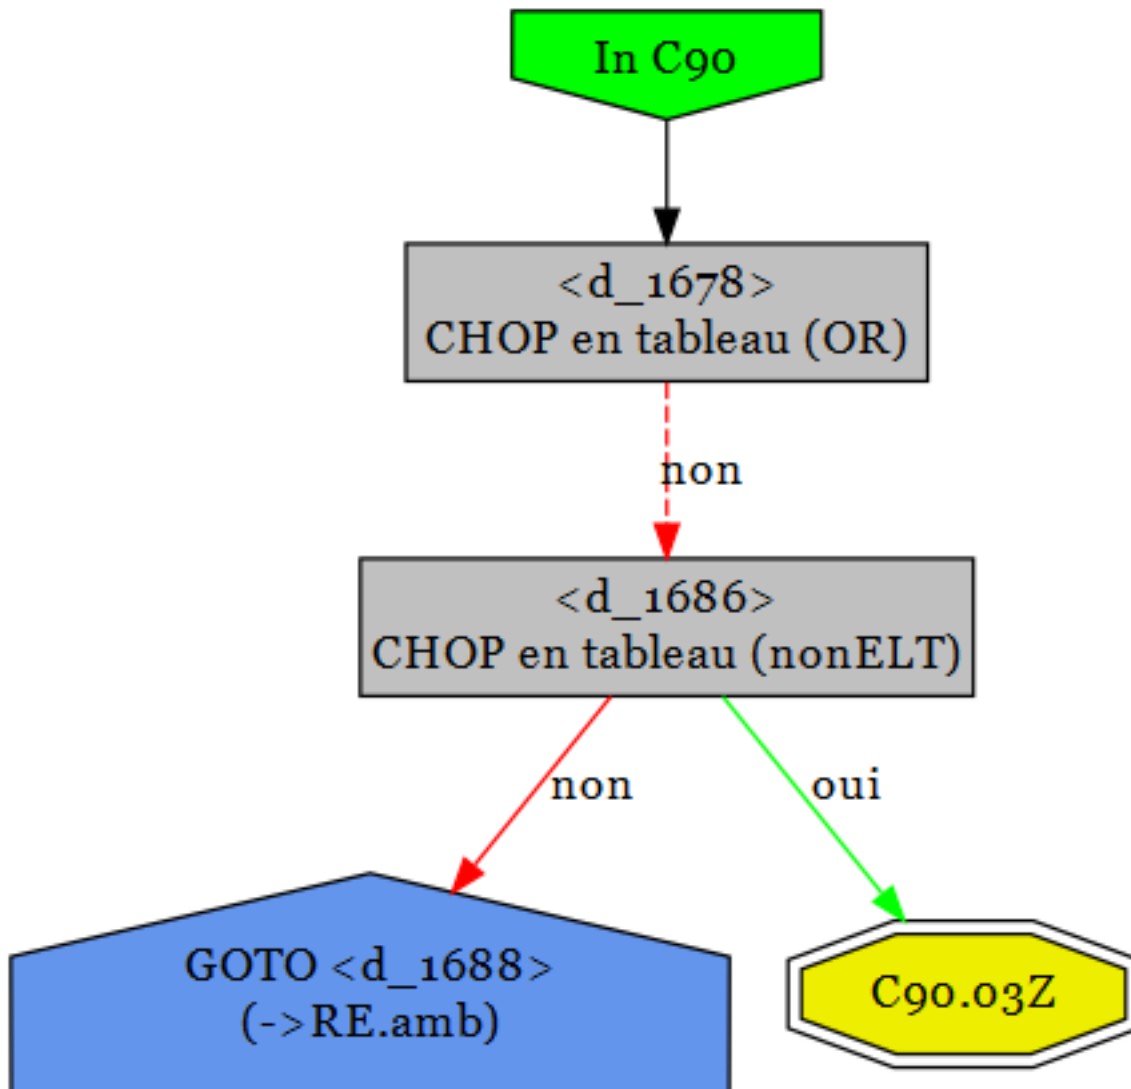 In C90
<d_1678>
CHOP en tableau (OR)
non
<d_1686>
CHOP en tableau (nonELT)
non
oui
GOTO <d_1688>
(->RE.amb)
C90.03Z